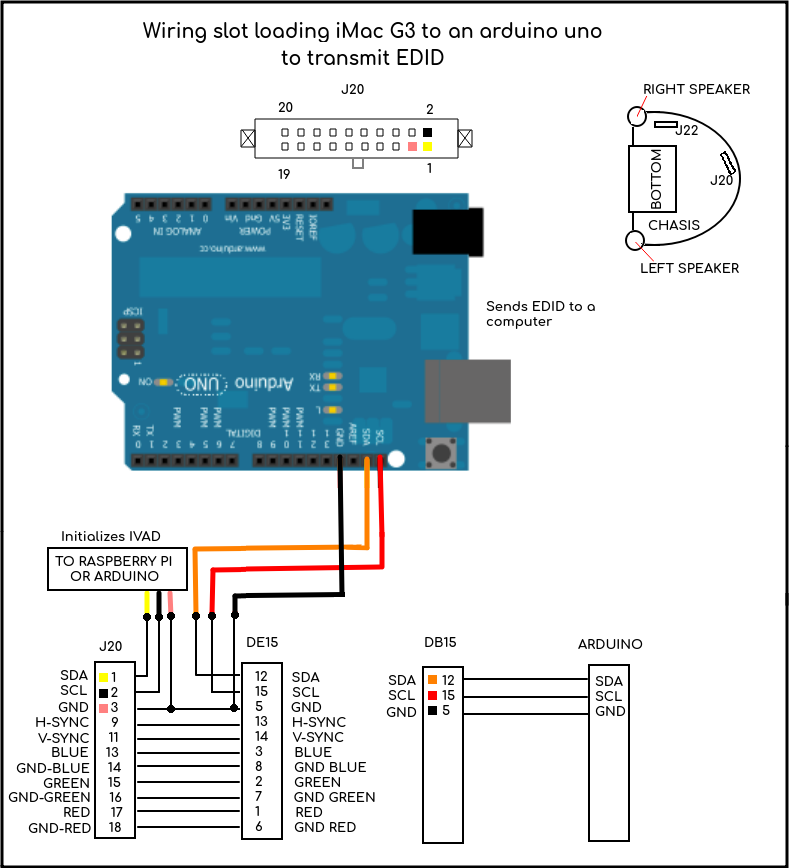 Wiring slot loading iMac G3 to an arduino uno
to transmit EDID
J20
20
2
19
1
RIGHT SPEAKER
J22
J20
BOTTOM
CHASIS
LEFT SPEAKER
5 4 3 2 1 0
ANALOG IN
Vin Gnd 5V 3V3 RESET IOREF
POWER
www.arduino.cc
ICSP
1
ON
UNO
Arduino
RX
TX
L
Sends EDID to a
computer
PWM PWM PWM PWM PWM PWM
RX TX
0 1 2 3 4 5 6 7
DIGITAL
8 9 10 11 12 13 GND AREF SDA SCL
Initializes IVAD
TO RASPBERRY PI
OR ARDUINO
J20
DE15
DB15
ARDUINO
SDA 1 12 SDA
SCL 2 15 SCL
GND 3 5 GND
H-SYNC 9 13 H-SYNC
V-SYNC 11 14 V-SYNC
BLUE 13 3 BLUE
GND-BLUE 14 8 GND BLUE
GREEN 15 2 GREEN
GND-GREEN 16 7 GND GREEN
RED 17 1 RED
GND-RED 18 6 GND RED
SDA 12 SDA
SCL 15 SCL
GND 5 GND